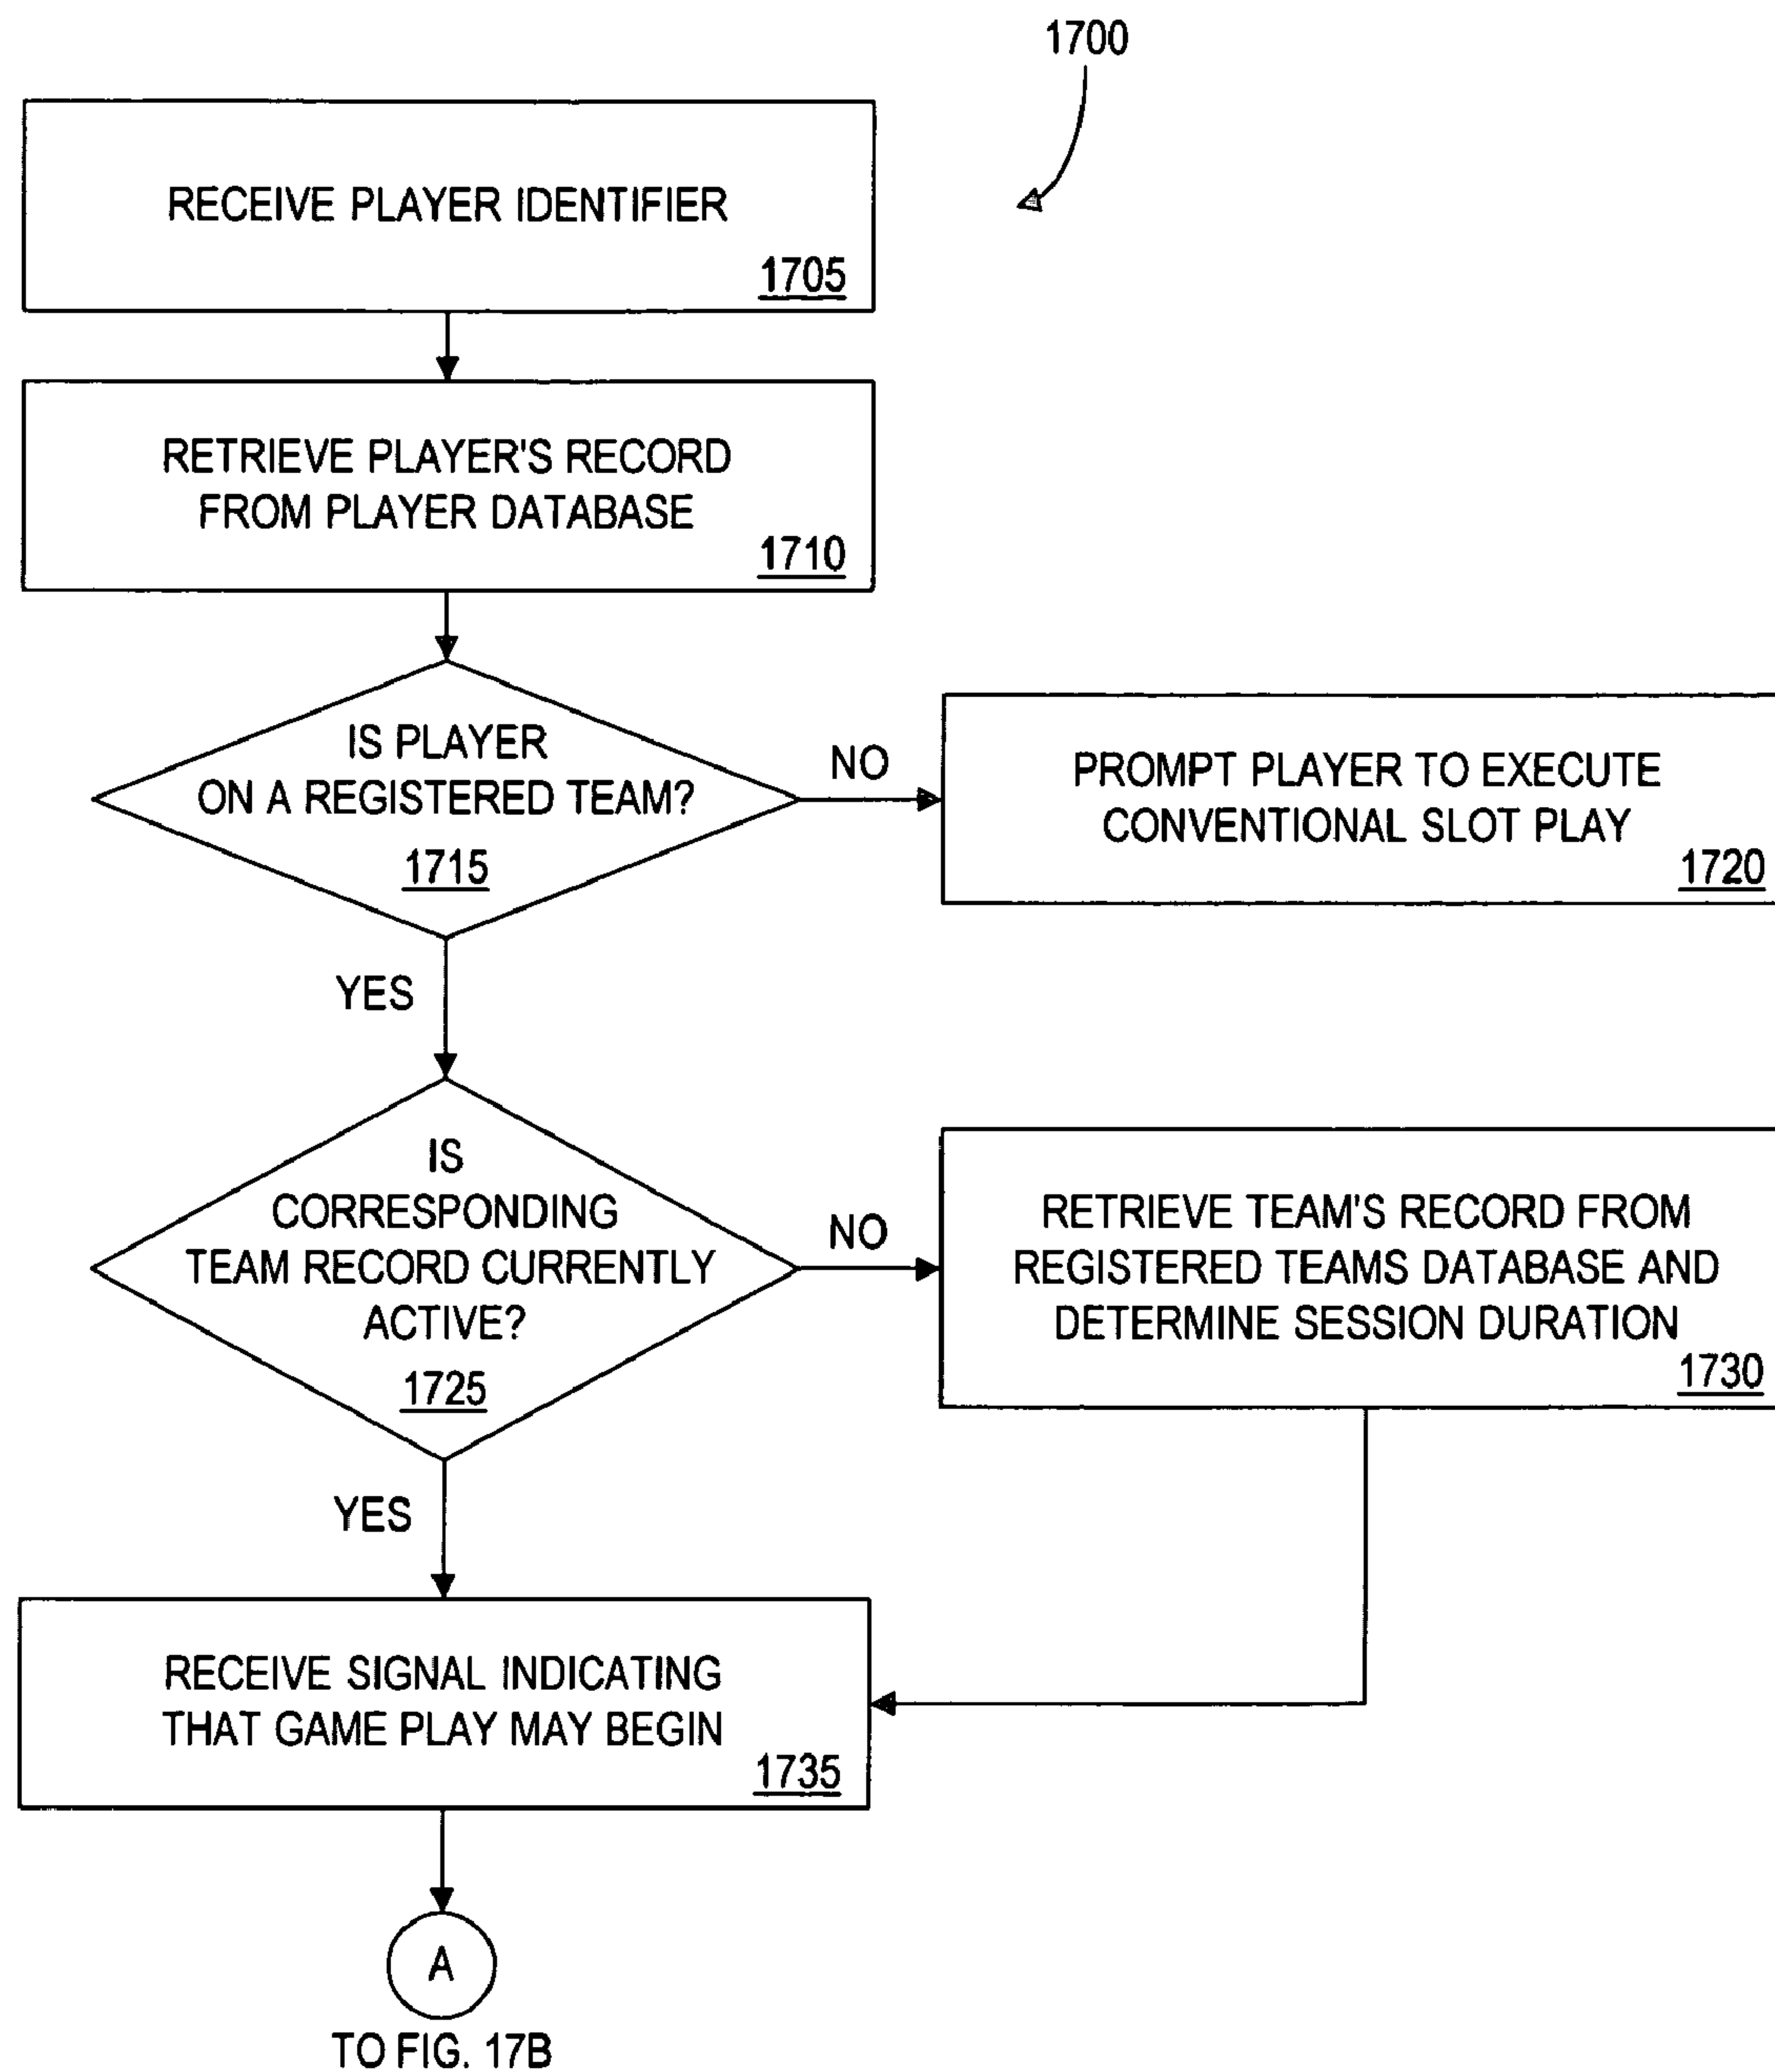 1700
RECEIVE PLAYER IDENTIFIER
1705
RETRIEVE PLAYER'S RECORD
FROM PLAYER DATABASE
1710
IS PLAYER
ON A REGISTERED TEAM?
1715
NO
PROMPT PLAYER TO EXECUTE
CONVENTIONAL SLOT PLAY
1720
YES
IS
CORRESPONDING
TEAM RECORD CURRENTLY
ACTIVE?
1725
NO
RETRIEVE TEAM'S RECORD FROM
REGISTERED TEAMS DATABASE AND
DETERMINE SESSION DURATION
1730
YES
RECEIVE SIGNAL INDICATING
THAT GAME PLAY MAY BEGIN
1735
A
TO FIG. 17B